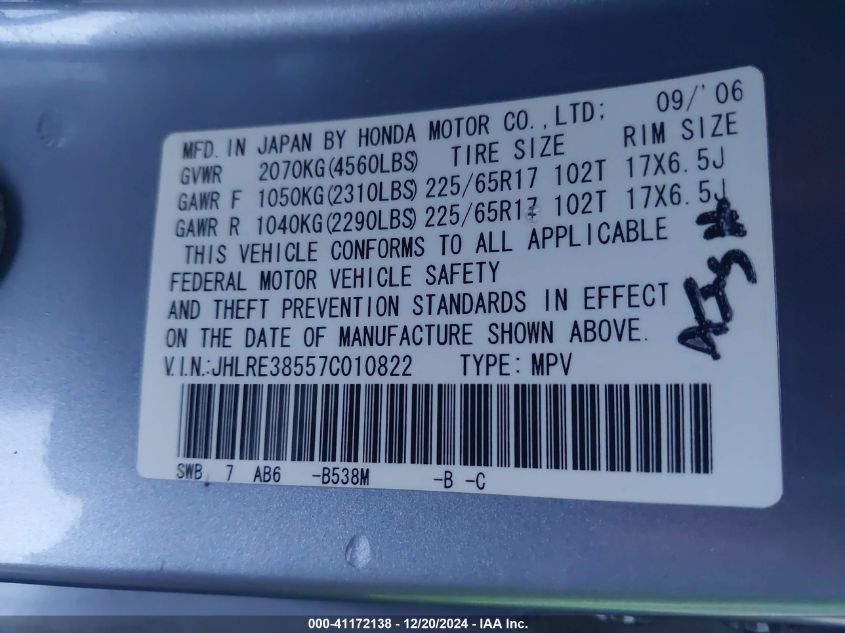 MFD. IN JAPAN BY HONDA MOTOR CO.,LTD; 09/'06
GVWR 2070KG(4560LBS) TIRE SIZE RIM SIZE
GAWR F 1050KG(2310LBS) 225/65R17 102T 17X6.5J
GAWR R 1040KG(2290LBS) 225/65R17 102T 17X6.5J
THIS VEHICLE CONFORMS TO ALL APPLICABLE
FEDERAL MOTOR VEHICLE SAFETY
AND THEFT PREVENTION STANDARDS IN EFFECT
ON THE DATE OF MANUFACTURE SHOWN ABOVE.
V.I.N.:JHLRE38557C010822 TYPE: MPV
SWB 7 AB6 -B538M -B -C
000-41172138 - 12/20/2024 - IAA, Inc.